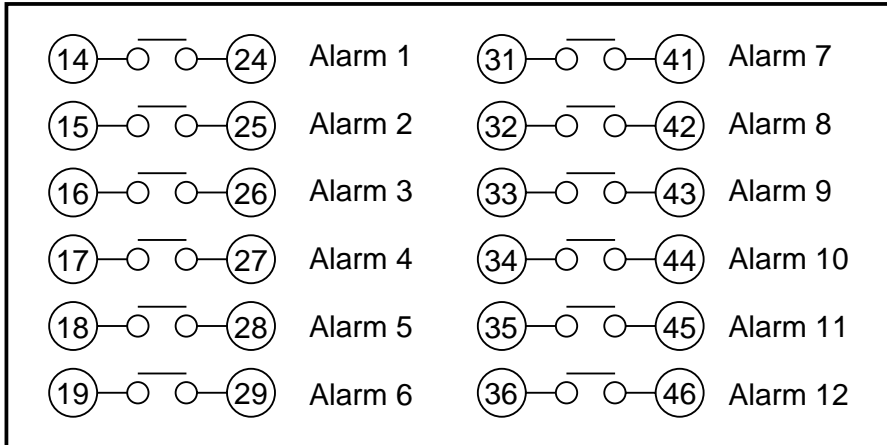 14 24 Alarm 1 31 41 Alarm 7
15 25 Alarm 2 32 42 Alarm 8
16 26 Alarm 3 33 43 Alarm 9
17 27 Alarm 4 34 44 Alarm 10
18 28 Alarm 5 35 45 Alarm 11
19 29 Alarm 6 36 46 Alarm 12